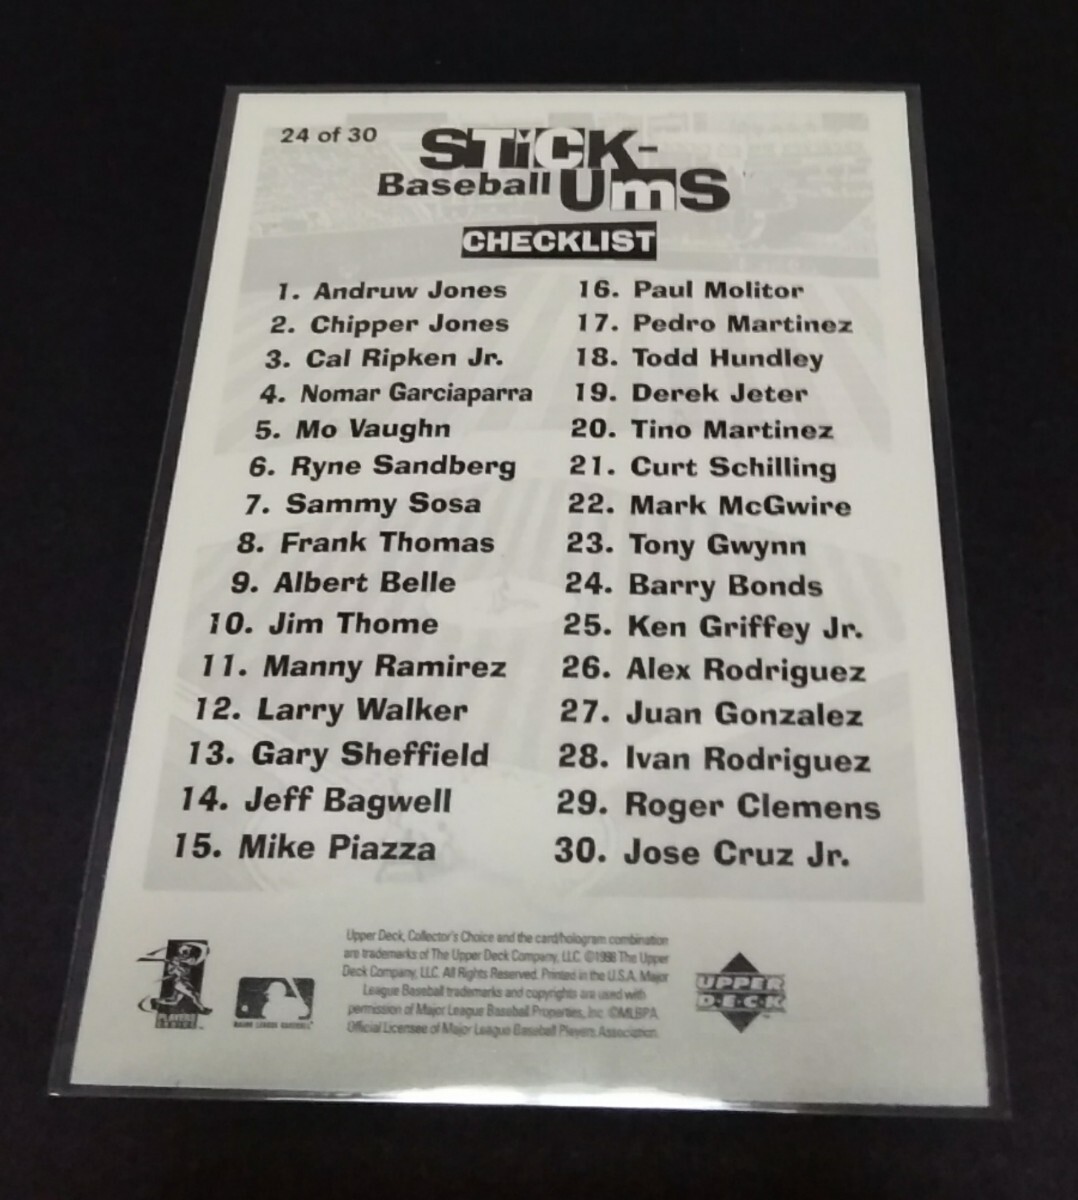 24 of 30
STiCK-
Baseball UmS
CHECKLIST
1. Andruw Jones
2. Chipper Jones
3. Cal Ripken Jr.
4. Nomar Garciaparra
5. Mo Vaughn
6. Ryne Sandberg
7. Sammy Sosa
8. Frank Thomas
9. Albert Belle
10. Jim Thome
11. Manny Ramirez
12. Larry Walker
13. Gary Sheffield
14. Jeff Bagwell
15. Mike Piazza
16. Paul Molitor
17. Pedro Martinez
18. Todd Hundley
19. Derek Jeter
20. Tino Martinez
21. Curt Schilling
22. Mark McGwire
23. Tony Gwynn
24. Barry Bonds
25. Ken Griffey Jr.
26. Alex Rodriguez
27. Juan Gonzalez
28. Ivan Rodriguez
29. Roger Clemens
30. Jose Cruz Jr.
PLAYERS
CHOICE
MAJOR LEAGUE BASEBALL
Upper Deck, Collector's Choice and the card/hologram combination
are trademarks of The Upper Deck Company, LLC. ©1998 The Upper
Deck Company, LLC. All Rights Reserved. Printed in the U.S.A. Major
League Baseball trademarks and copyrights are used with
permission of Major League Baseball Properties, Inc. ©MLBPA
Official Licensee of Major League Baseball Players Association.
UPPER
D·E·C·K